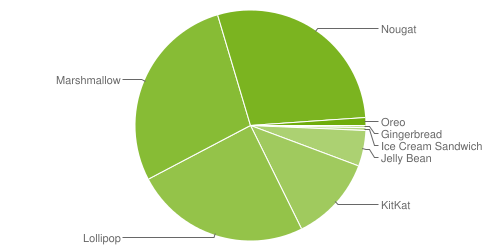 Nougat
Marshmallow
Oreo
Gingerbread
Ice Cream Sandwich
Jelly Bean
KitKat
Lollipop